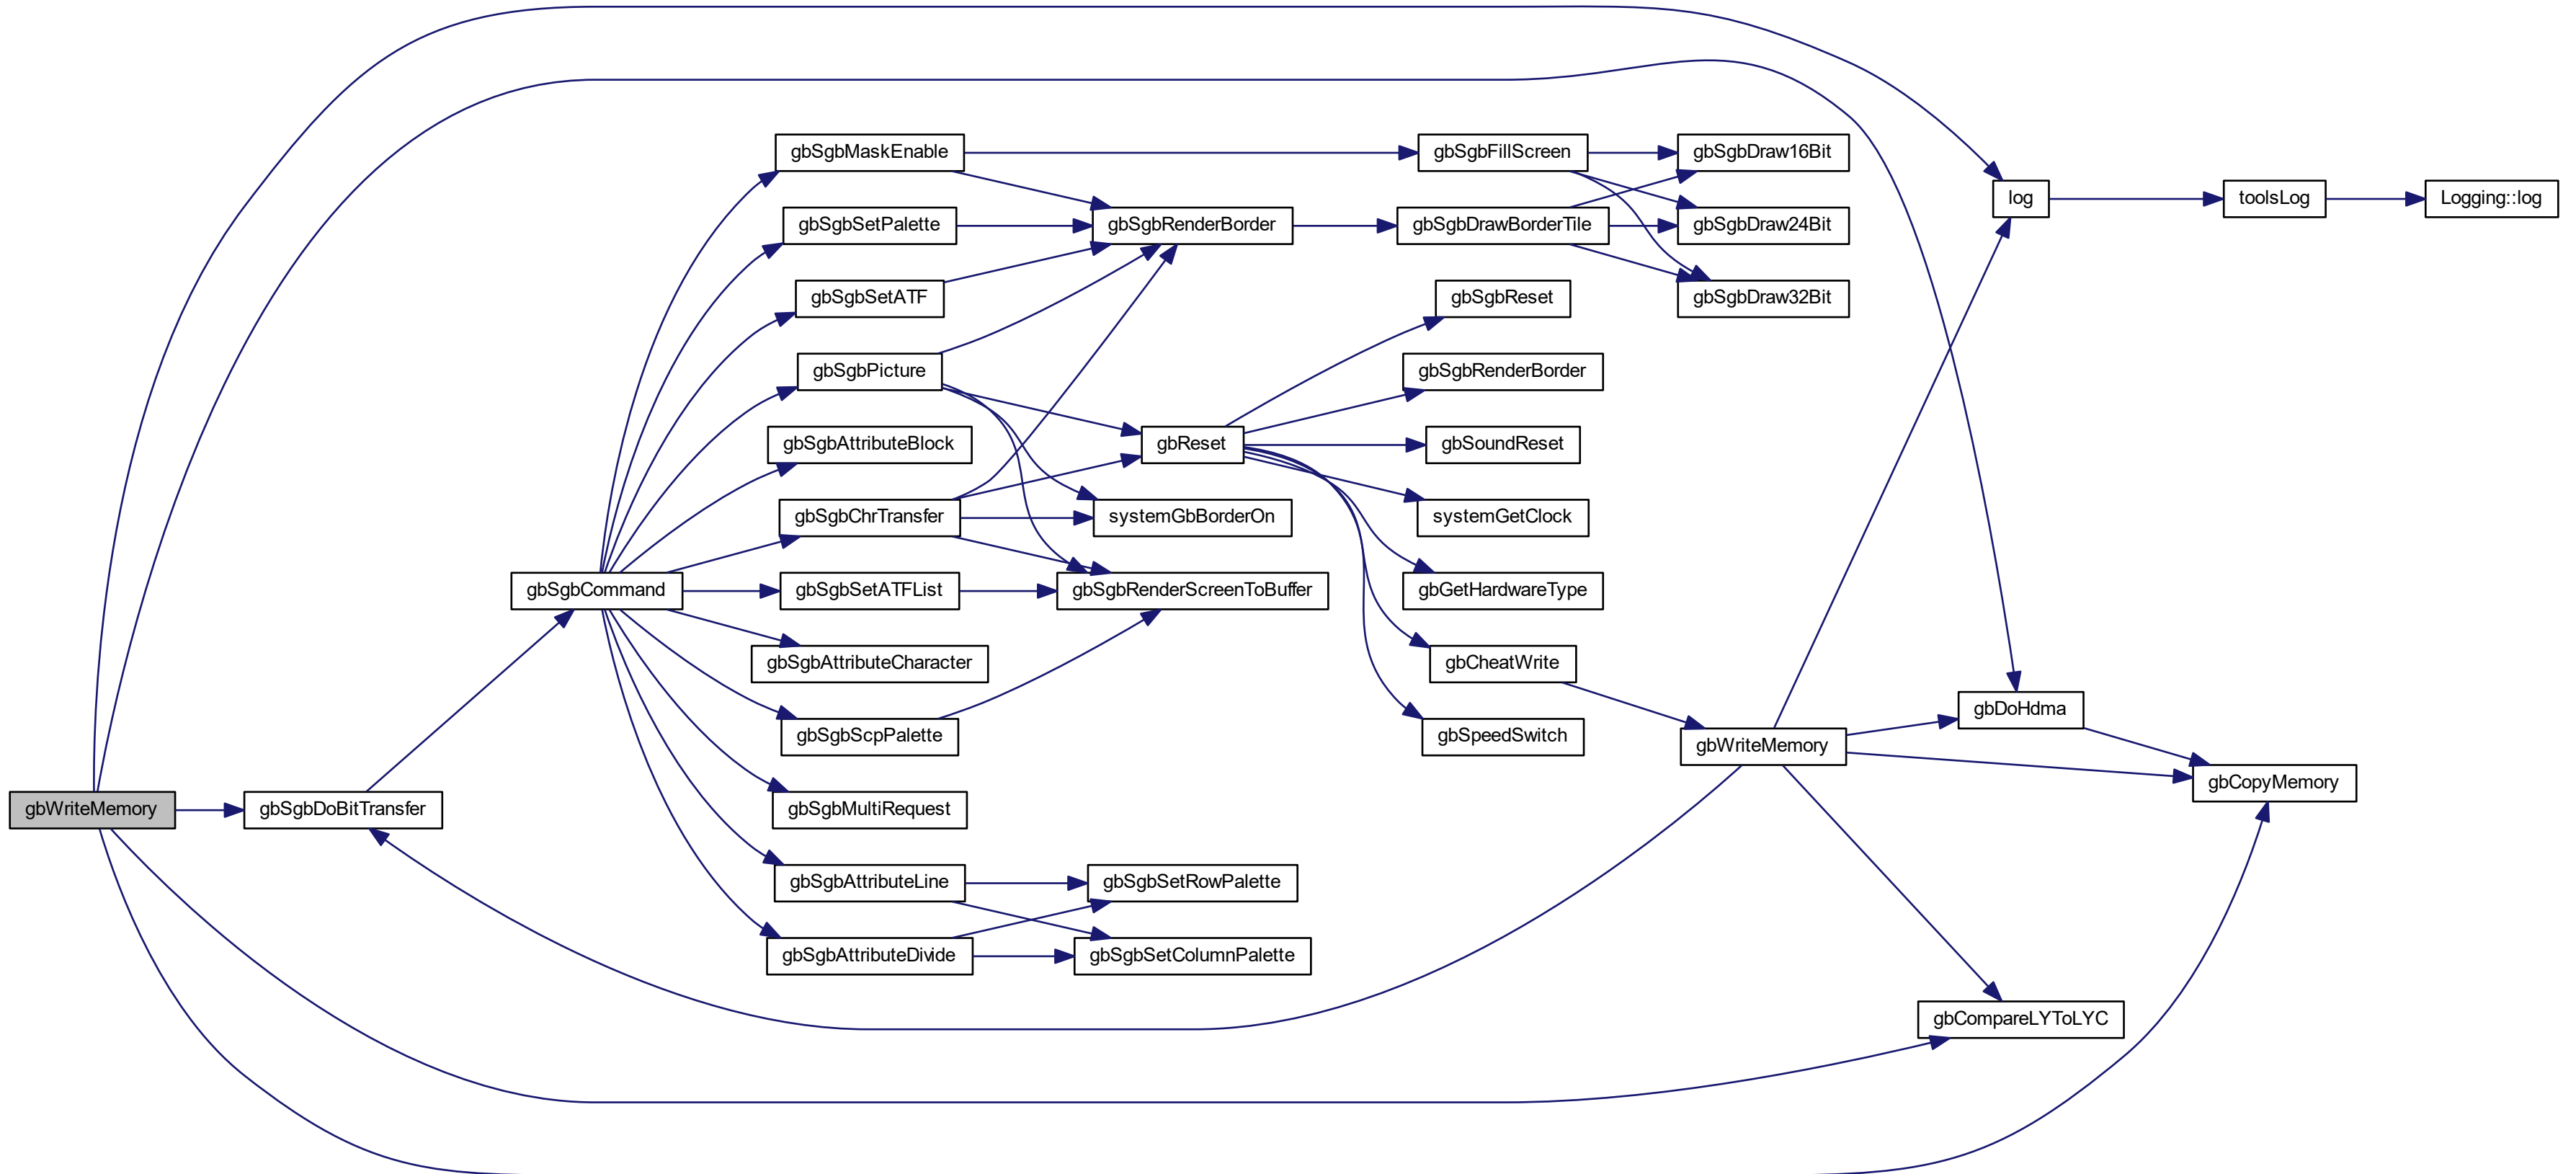 gbWriteMemory
gbSgbDoBitTransfer
gbSgbCommand
gbSgbMaskEnable
gbSgbSetPalette
gbSgbSetATF
gbSgbPicture
gbSgbAttributeBlock
gbSgbChrTransfer
gbSgbSetATFList
gbSgbAttributeCharacter
gbSgbScpPalette
gbSgbMultiRequest
gbSgbAttributeLine
gbSgbAttributeDivide
gbSgbRenderBorder
gbReset
systemGbBorderOn
gbSgbRenderScreenToBuffer
gbSgbSetRowPalette
gbSgbSetColumnPalette
gbSgbFillScreen
gbSgbDrawBorderTile
gbSgbReset
gbSgbRenderBorder
gbSoundReset
systemGetClock
gbGetHardwareType
gbCheatWrite
gbSpeedSwitch
gbSgbDraw16Bit
gbSgbDraw24Bit
gbSgbDraw32Bit
gbWriteMemory
log
gbDoHdma
gbCompareLYToLYC
toolsLog
gbCopyMemory
Logging::log